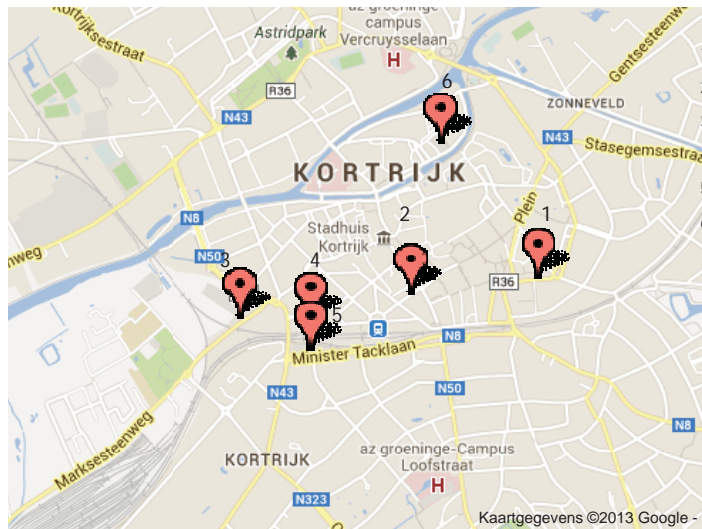 Kortrijksestraat
az groeninge
campus
Vercruysselaan
H
Astridpark
Gentsesteenweg
R36
N43
6
ZONNEVELD
N43
Stasegemsestraa
KORTRIJK
Plein
N8
Stadhuis
Kortrijk
2
1
N50
3
4
R36
5
N8
Minister Tacklaan
N43
N50
Marksesteenweg
N8
az groeninge-Campus
Loofstraat
KORTRIJK
H
N323
Kaartgegevens ©2013 Google -